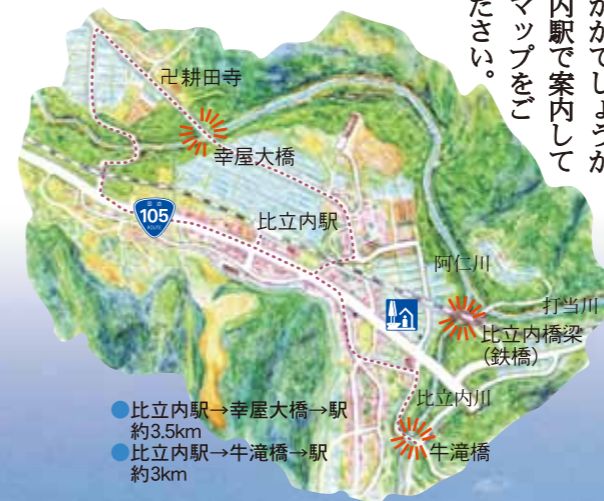 がかでしょうか
内駅で案内して
マップをご
ださい。
卍耕田寺
幸屋大橋
国道
105
ROUTE
比立内駅
阿仁川
打当川
比立内橋梁
(鉄橋)
比立内川
牛滝橋
●比立内駅→幸屋大橋→駅
約3.5km
●比立内駅→牛滝橋→駅
約3km